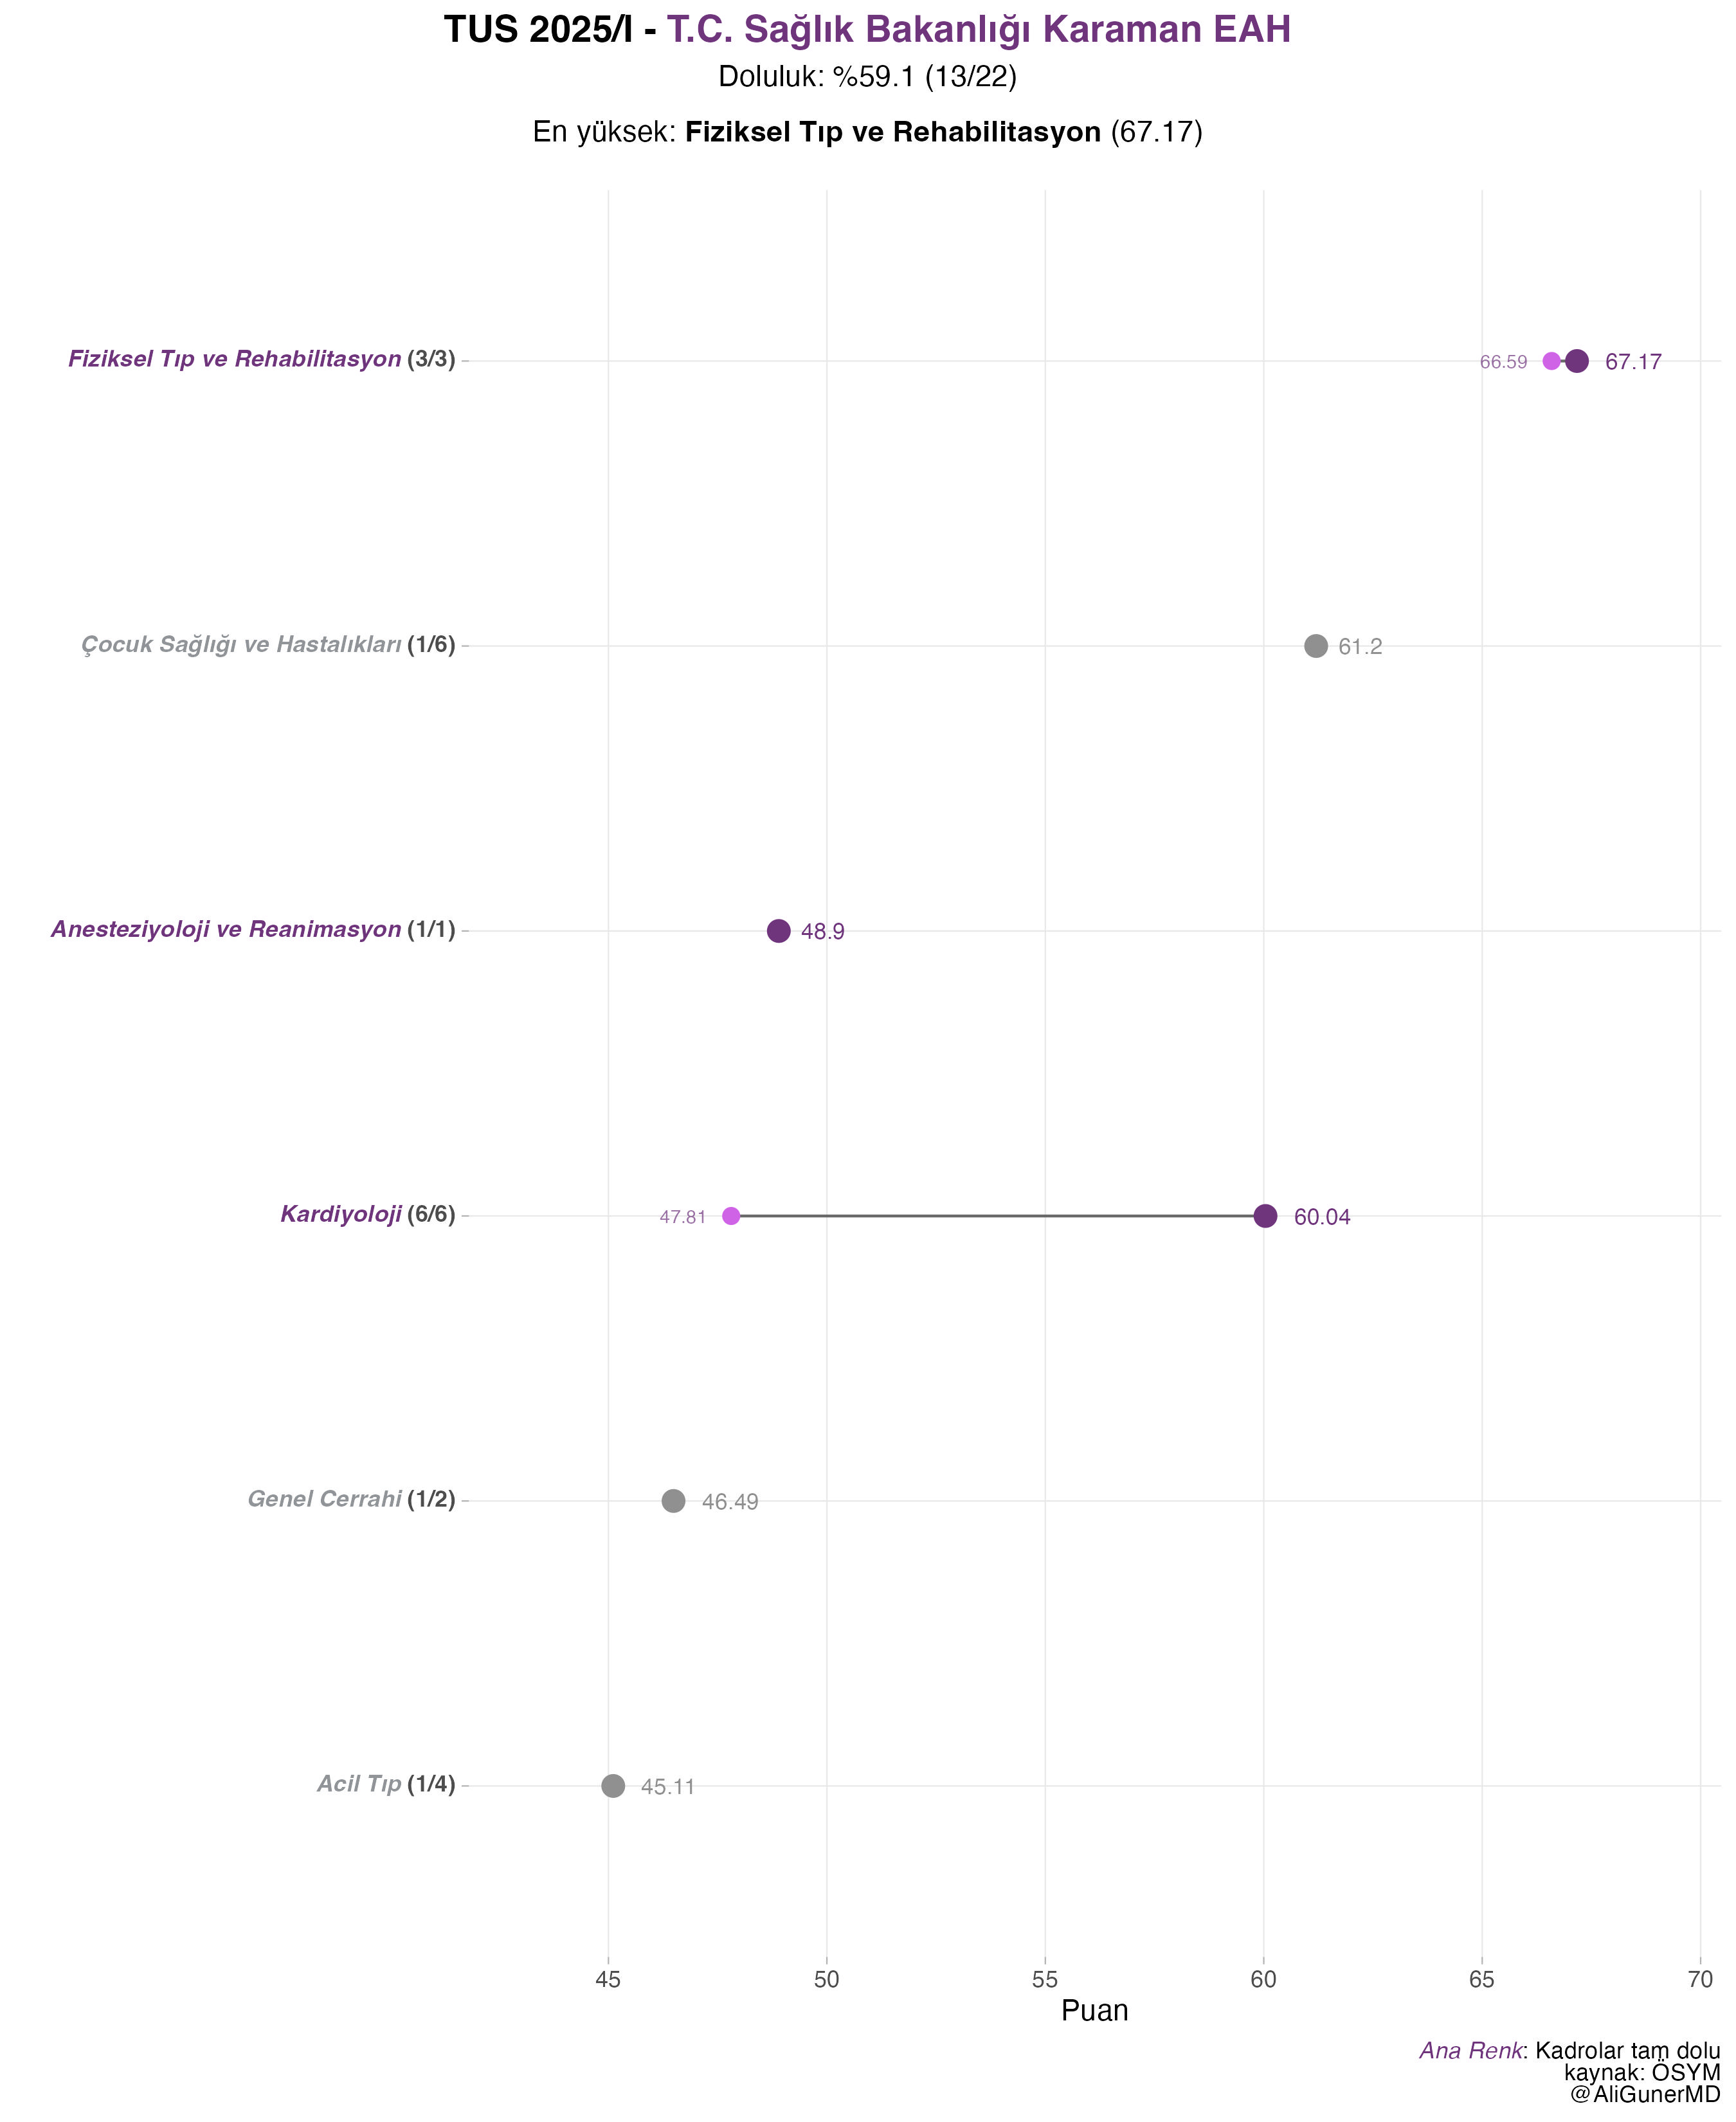 TUS 2025/I - T.C. Sağlık Bakanlığı Karaman EAH
Doluluk: %59.1 (13/22)
En yüksek: Fiziksel Tıp ve Rehabilitasyon (67.17)
Fiziksel Tıp ve Rehabilitasyon (3/3) 66.59 67.17
Çocuk Sağlığı ve Hastalıkları (1/6) 61.2
Anesteziyoloji ve Reanimasyon (1/1) 48.9
Kardiyoloji (6/6) 47.81 60.04
Genel Cerrahi (1/2) 46.49
Acil Tıp (1/4) 45.11
45 50 55 60 65 70
Puan
Ana Renk: Kadrolar tam dolu
kaynak: ÖSYM
@AliGunerMD